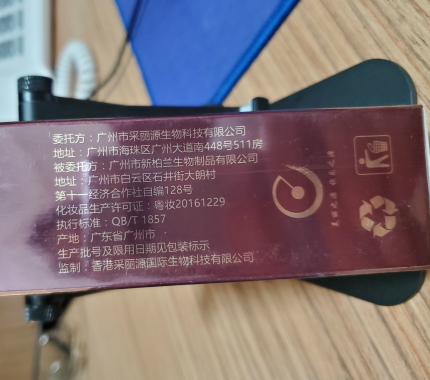 委托方：广州市采丽源生物科技有限公司
地址：广州市海珠区广州大道南448号511房
被委托方：广州市新柏兰生物制品有限公司
地址：广州市白云区石井街大朗村
第十一经济合作社自编128号
化妆品生产许可证：粤妆20161229
执行标准：QB/T 1857
产地：广东省广州市
生产批号及限用日期见包装标示
监制：香港采丽源国际生物科技有限公司